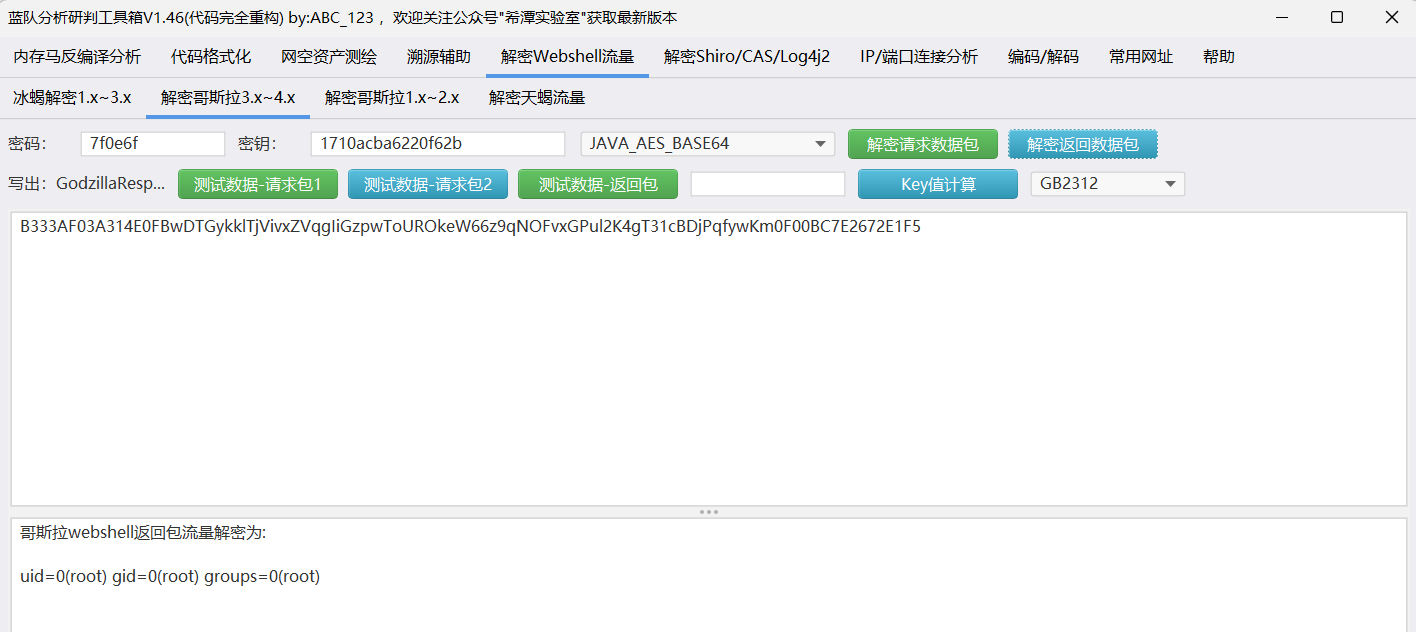 蓝队分析研判工具箱V1.46(代码完全重构) by:ABC_123 ，欢迎关注公众号"希潭实验室"获取最新版本
内存马反编译分析 代码格式化 网空资产测绘 溯源辅助 解密Webshell流量 解密Shiro/CAS/Log4j2 IP/端口连接分析 编码/解码 常用网址 帮助
冰蝎解密1.x~3.x 解密哥斯拉3.x~4.x 解密哥斯拉1.x~2.x 解密天蝎流量
密码： 7f0e6f 密钥： 1710acba6220f62b JAVA_AES_BASE64 解密请求数据包 解密返回数据包
写出： GodzillaResp... 测试数据-请求包1 测试数据-请求包2 测试数据-返回包 Key值计算 GB2312
B333AF03A314E0FBwDTGykklTjVivxZVqgIiGzpwToUROkeW66z9qNOFvxGPul2K4gT31cBDjPqfywKm0F00BC7E2672E1F5
哥斯拉webshell返回包流量解密为:
uid=0(root) gid=0(root) groups=0(root)